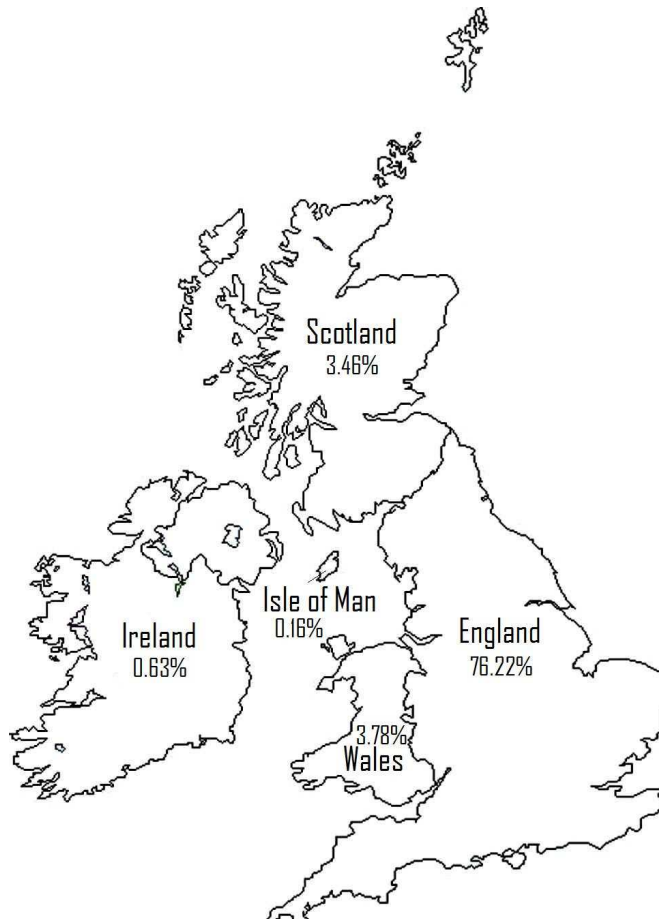 Scotland
3.46%
Isle of Man
0.16%
Ireland
0.63%
England
76.22%
3.78%
Wales